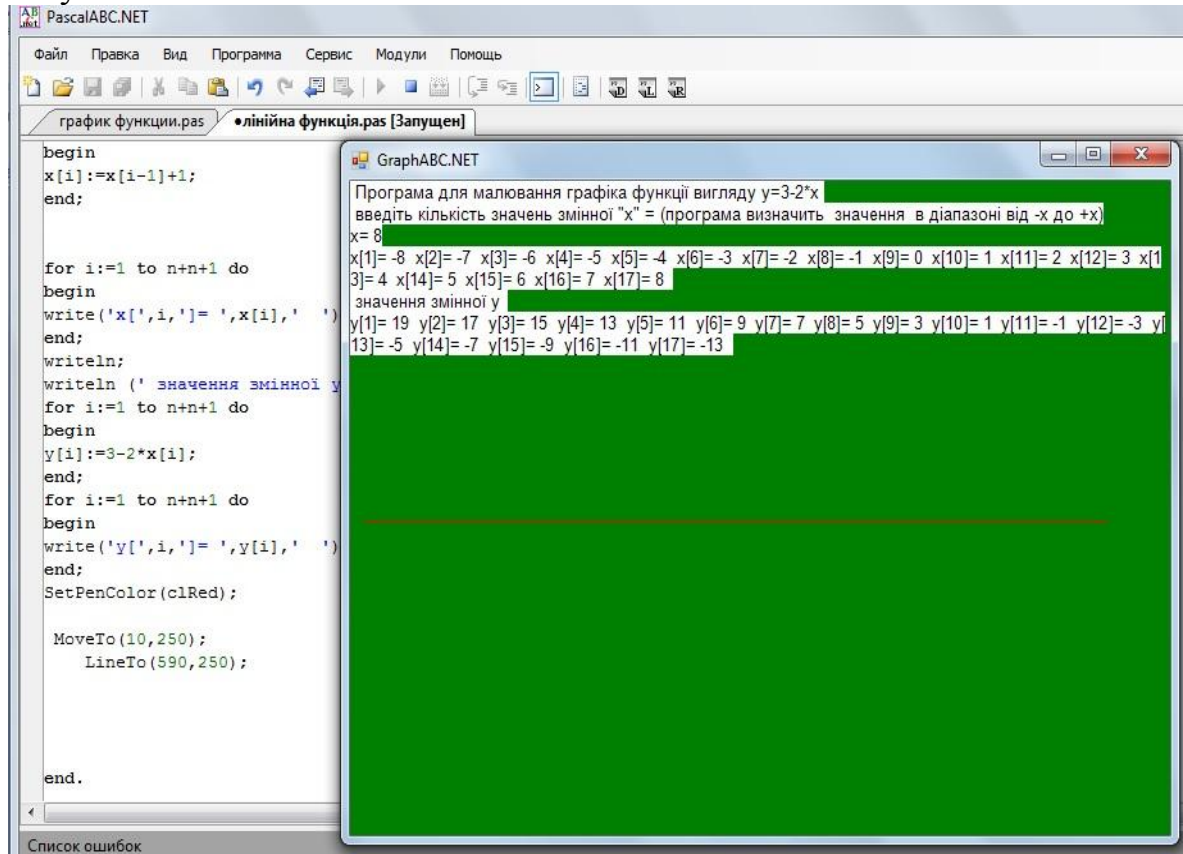 PascalABC.NET
Файл Правка Вид Программа Сервис Модули Помощь
график функции.pas •лінійна функція.pas [Запущен]
begin
x[i]:=x[i-1]+1;
end;
for i:=1 to n+n+1 do
begin
write('x[',i,']= ',x[i],'  ')
end;
writeln;
writeln (' значення змінної у
for i:=1 to n+n+1 do
begin
y[i]:=3-2*x[i];
end;
for i:=1 to n+n+1 do
begin
write('y[',i,']= ',y[i],'  ')
end;
SetPenColor(clRed);
MoveTo(10,250);
LineTo(590,250);
end.
Список ошибок
GraphABC.NET
Програма для малювання графіка функції вигляду y=3-2*x
введіть кількість значень змінної "x" = (програма визначить значення в діапазоні від -x до +x)
x= 8
x[1]= -8 x[2]= -7 x[3]= -6 x[4]= -5 x[5]= -4 x[6]= -3 x[7]= -2 x[8]= -1 x[9]= 0 x[10]= 1 x[11]= 2 x[12]= 3 x[1
3]= 4 x[14]= 5 x[15]= 6 x[16]= 7 x[17]= 8
значення змінної у
y[1]= 19 y[2]= 17 y[3]= 15 y[4]= 13 y[5]= 11 y[6]= 9 y[7]= 7 y[8]= 5 y[9]= 3 y[10]= 1 y[11]= -1 y[12]= -3 y[
13]= -5 y[14]= -7 y[15]= -9 y[16]= -11 y[17]= -13